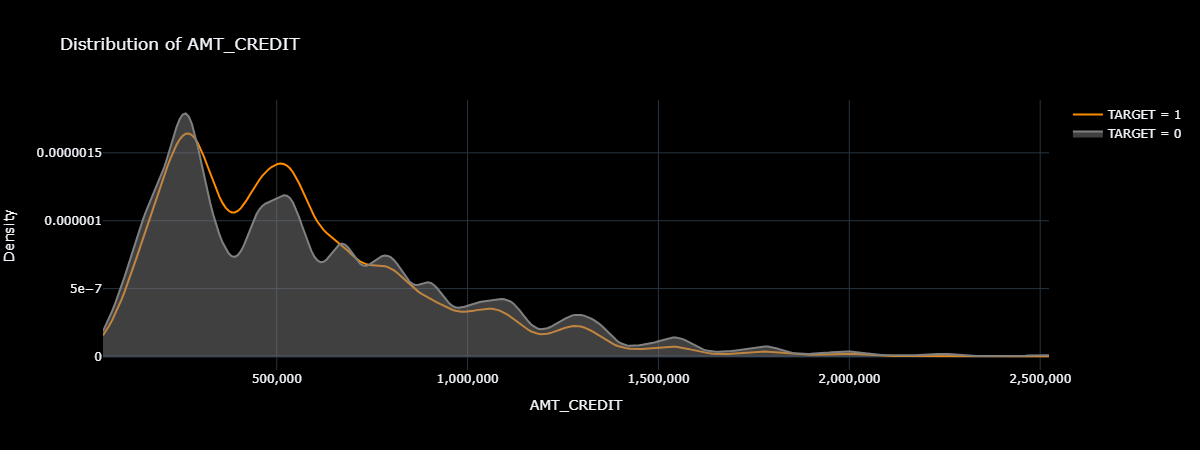 Distribution of AMT_CREDIT
TARGET = 1
TARGET = 0
0.0000015
0.000001
5e−7
0
Density
500,000
1,000,000
1,500,000
2,000,000
2,500,000
AMT_CREDIT